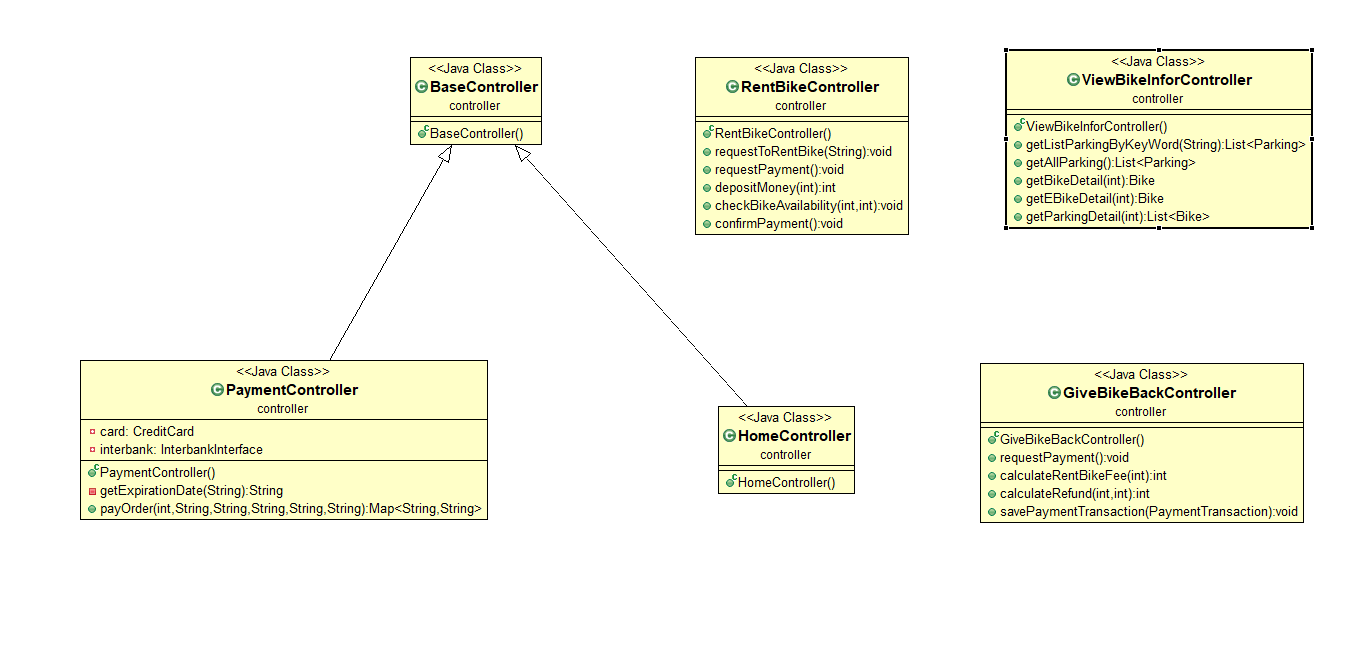 <<Java Class>>
BaseController
controller
BaseController()
<<Java Class>>
RentBikeController
controller
RentBikeController()
requestToRentBike(String):void
requestPayment():void
depositMoney(int):int
checkBikeAvailability(int,int):void
confirmPayment():void
<<Java Class>>
ViewBikeInforController
controller
ViewBikeInforController()
getListParkingByKeyWord(String):List<Parking>
getAllParking():List<Parking>
getBikeDetail(int):Bike
getEBikeDetail(int):Bike
getParkingDetail(int):List<Bike>
<<Java Class>>
PaymentController
controller
card: CreditCard
interbank: InterbankInterface
PaymentController()
getExpirationDate(String):String
payOrder(int,String,String,String,String,String):Map<String,String>
<<Java Class>>
HomeController
controller
HomeController()
<<Java Class>>
GiveBikeBackController
controller
GiveBikeBackController()
requestPayment():void
calculateRentBikeFee(int):int
calculateRefund(int,int):int
savePaymentTransaction(PaymentTransaction):void